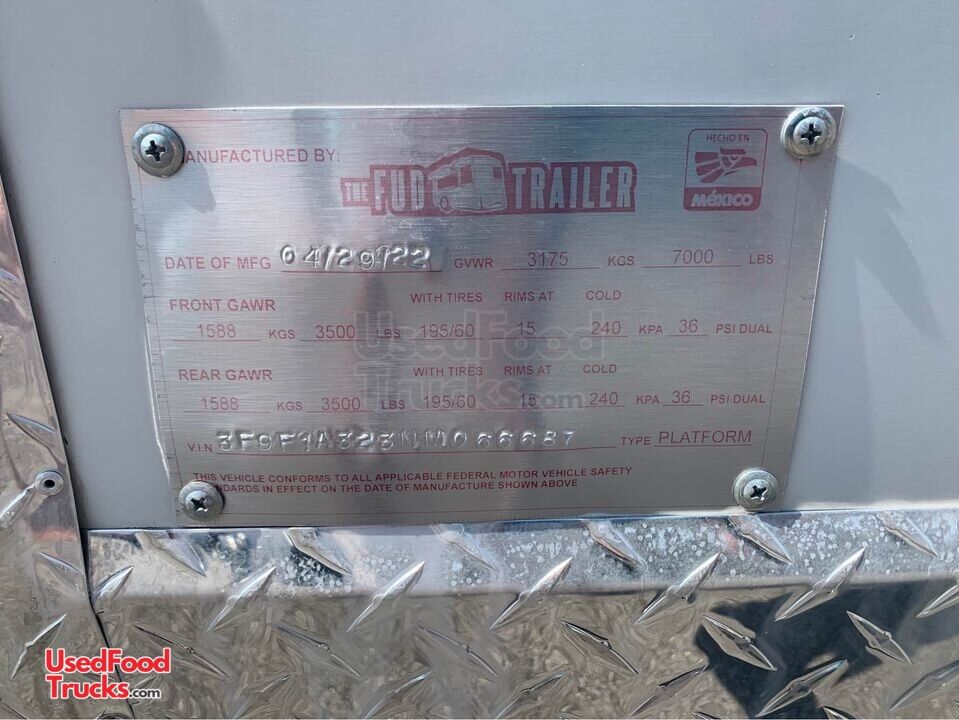 MANUFACTURED BY: THE FUD TRAILER
HECHO EN
MÉXICO
DATE OF MFG 04/29/22 GVWR 3175 KGS 7000 LBS
FRONT GAWR WITH TIRES RIMS AT COLD
1588 KGS 3500 LBS 195/60 15 240 KPA 36 PSI DUAL
REAR GAWR WITH TIRES RIMS AT COLD
1588 KGS 3500 LBS 195/60 15 240 KPA 36 PSI DUAL
V.I.N 3F9F1A323NM066687 TYPE PLATFORM
THIS VEHICLE CONFORMS TO ALL APPLICABLE FEDERAL MOTOR VEHICLE SAFETY
STANDARDS IN EFFECT ON THE DATE OF MANUFACTURE SHOWN ABOVE
UsedFood
Trucks.com
UsedFood
Trucks.com